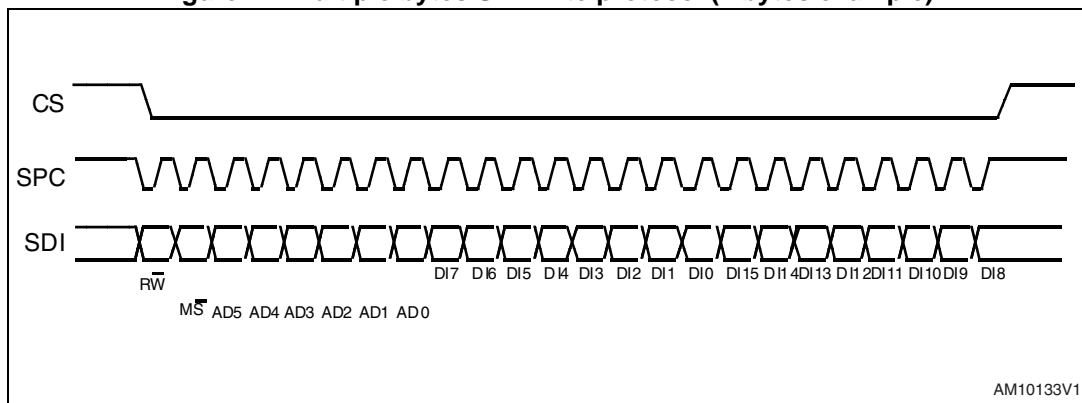 CS
SPC
SDI
RW
DI7 DI6 DI5 DI4 DI3 DI2 DI1 DI0 DI15 DI14 DI13 DI12 DI11 DI10 DI9 DI8
MS AD5 AD4 AD3 AD2 AD1 AD0
AM10133V1